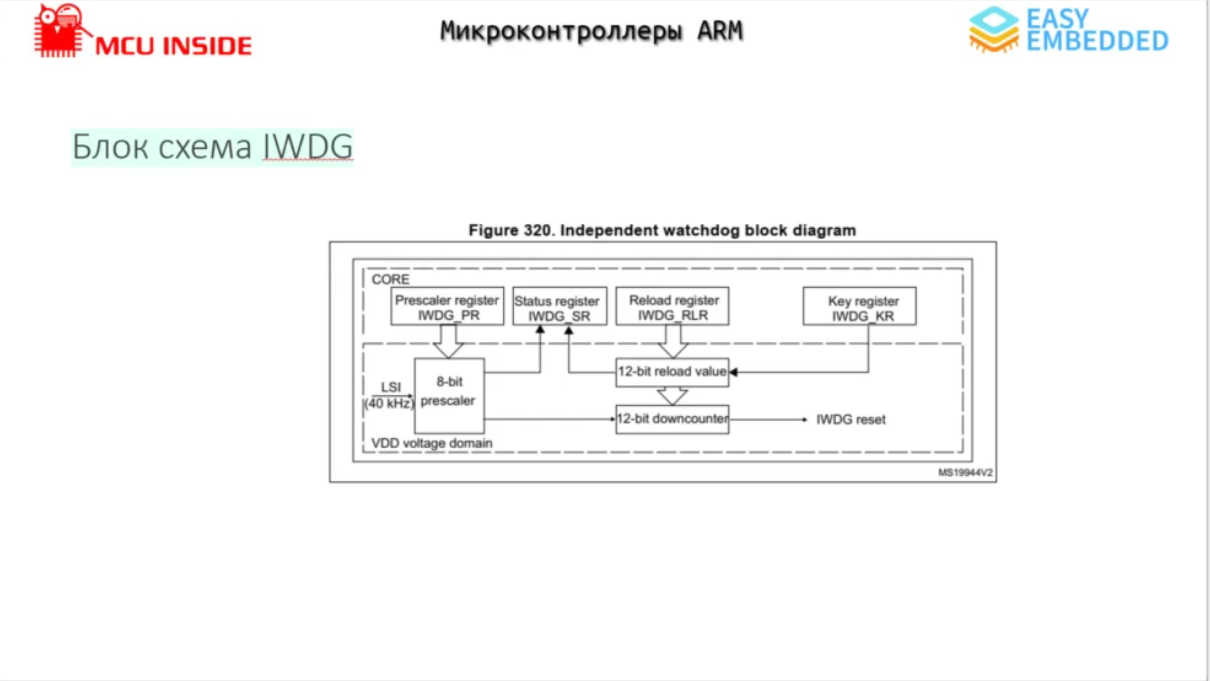 MCU INSIDE
Микроконтроллеры ARM
EASY
EMBEDDED
Блок схема IWDG
Figure 320. Independent watchdog block diagram
CORE
Prescaler register
IWDG_PR
Status register
IWDG_SR
Reload register
IWDG_RLR
Key register
IWDG_KR
LSI
(40 kHz)
8-bit
prescaler
12-bit reload value
12-bit downcounter
IWDG reset
VDD voltage domain
MS19944V2